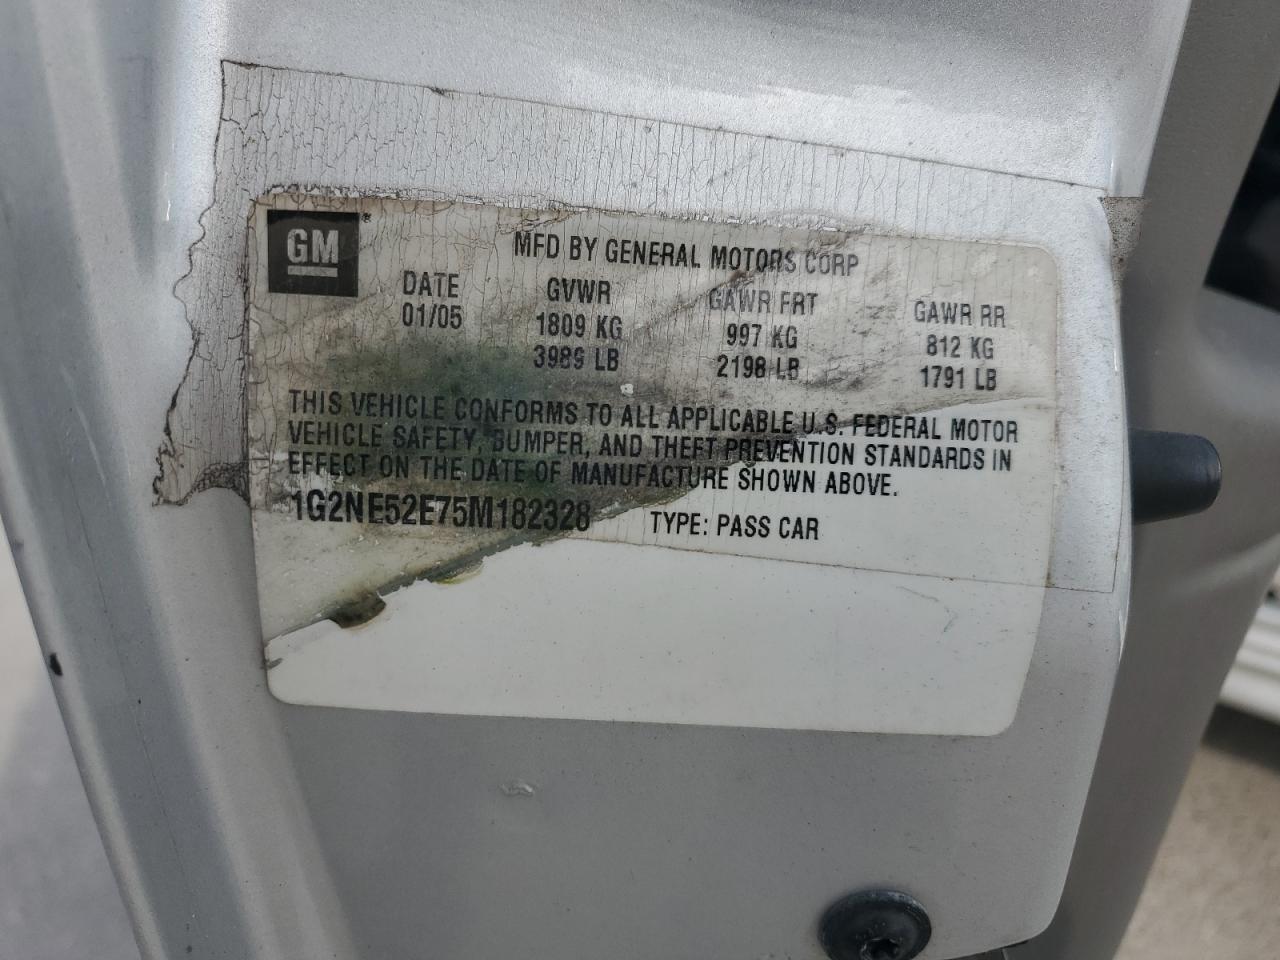 GM®
MFD BY GENERAL MOTORS CORP
DATE GVWR GAWR FRT GAWR RR
01/05 1809 KG 997 KG 812 KG
3989 LB 2198 LB 1791 LB
THIS VEHICLE CONFORMS TO ALL APPLICABLE U.S. FEDERAL MOTOR
VEHICLE SAFETY, BUMPER, AND THEFT PREVENTION STANDARDS IN
EFFECT ON THE DATE OF MANUFACTURE SHOWN ABOVE.
1G2NE52E75M182328 TYPE: PASS CAR